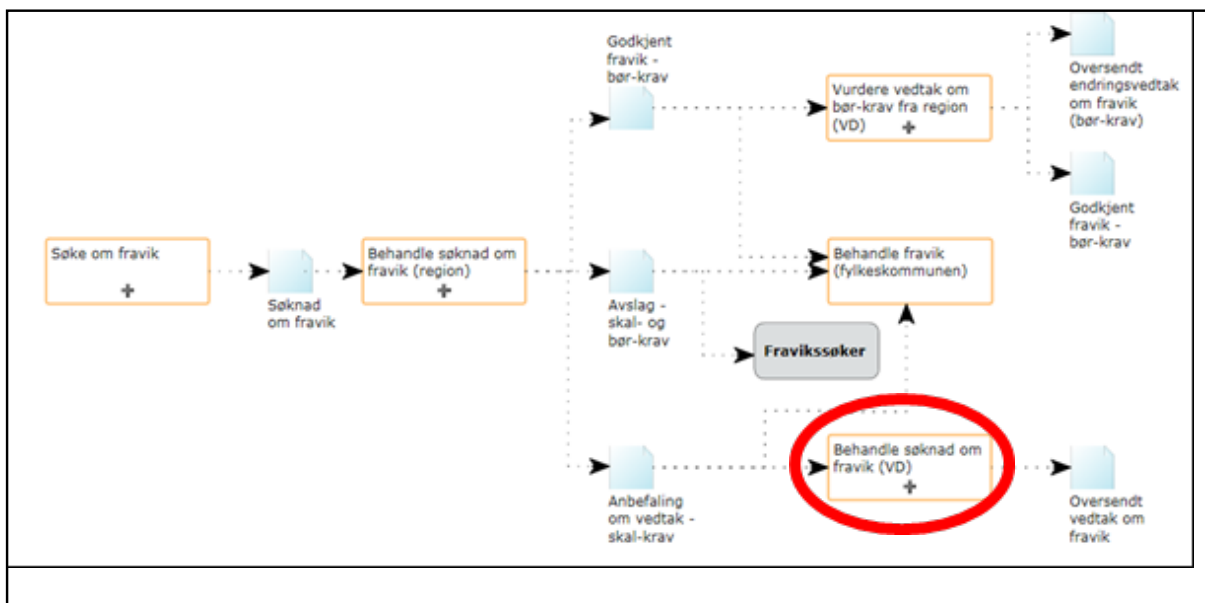 Godkjent
fravik -
bør-krav
Oversendt
endringsvedtak
om fravik
(bør-krav)
Vurdere vedtak om
bør-krav fra region
(VD)
Godkjent
fravik -
bør-krav
Søke om fravik
Søknad
om fravik
Behandle søknad om
fravik (region)
Avslag -
skal- og
bør-krav
Behandle fravik
(fylkeskommunen)
Fravikssøker
Anbefaling
om vedtak -
skal-krav
Behandle søknad om
fravik (VD)
Oversendt
vedtak om
fravik